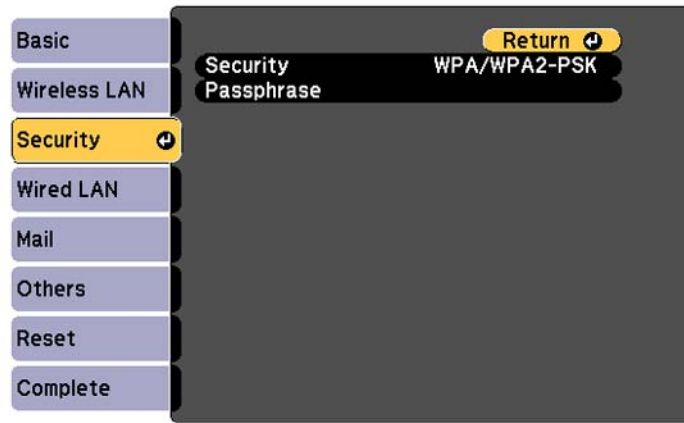 Basic
Wireless LAN
Security
Wired LAN
Mail
Others
Reset
Complete
Return
Security WPA/WPA2-PSK
Passphrase